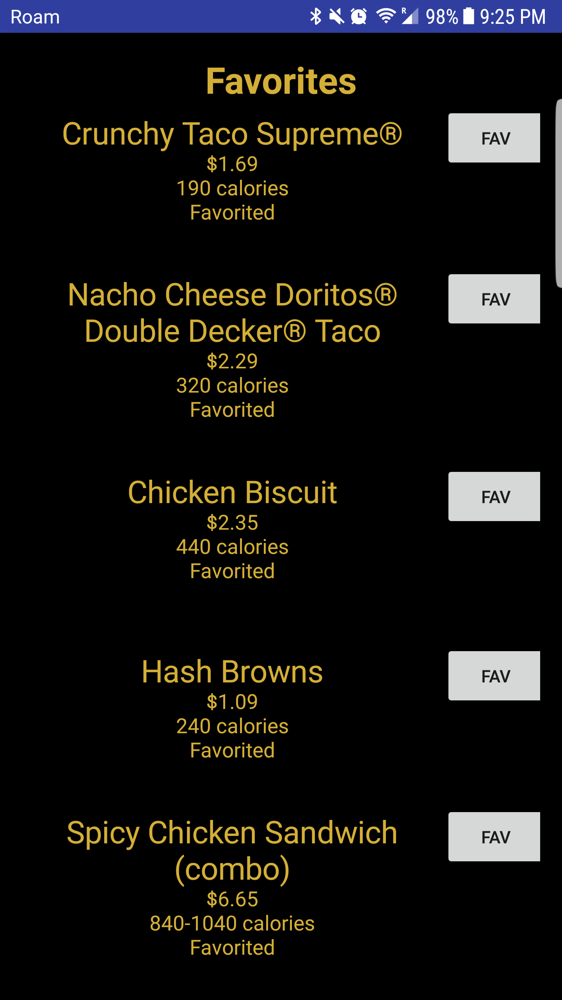 Roam 98% 9:25 PM
Favorites
Crunchy Taco Supreme® FAV
$1.69
190 calories
Favorited
Nacho Cheese Doritos® FAV
Double Decker® Taco
$2.29
320 calories
Favorited
Chicken Biscuit FAV
$2.35
440 calories
Favorited
Hash Browns FAV
$1.09
240 calories
Favorited
Spicy Chicken Sandwich FAV
(combo)
$6.65
840-1040 calories
Favorited